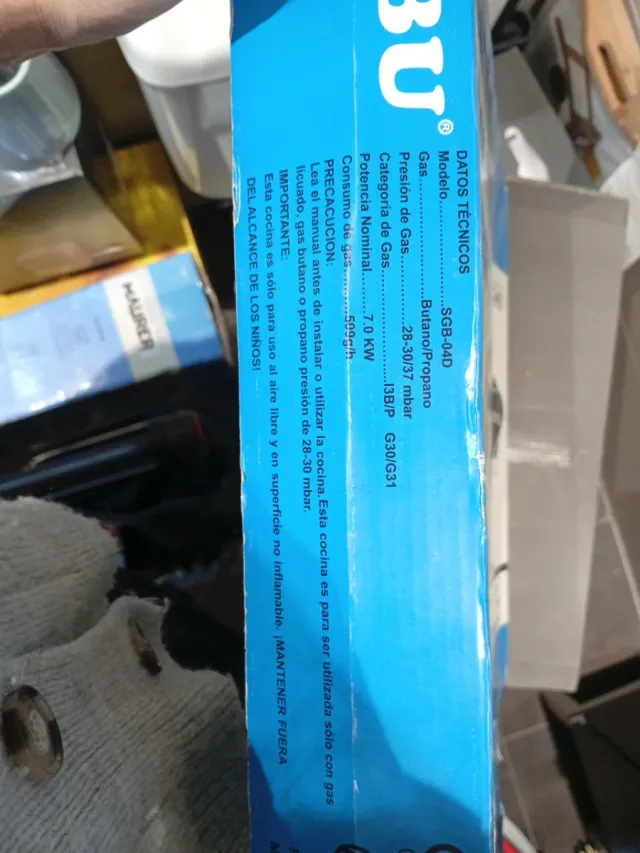 BU®
DATOS TÉCNICOS
Modelo....................SGB-04D
Gas..........................Butano/Propano
Presión de Gas...............28-30/37 mbar
Categoria de Gas..........................I3B/P G30/G31
Potencia Nominal.........7.0 KW
Consumo de gas...........509g/h
PRECACUCION:
Lea el manual antes de instalar o utilizar la cocina. Esta cocina es para ser utilizada sólo con gas
licuado, gas butano o propano presión de 28-30 mbar.
IMPORTANTE:
Esta cocina es sólo para uso al aire libre y en superficie no inflamable. ¡MANTENER FUERA
DEL ALCANCE DE LOS NIÑOS!
MAURER